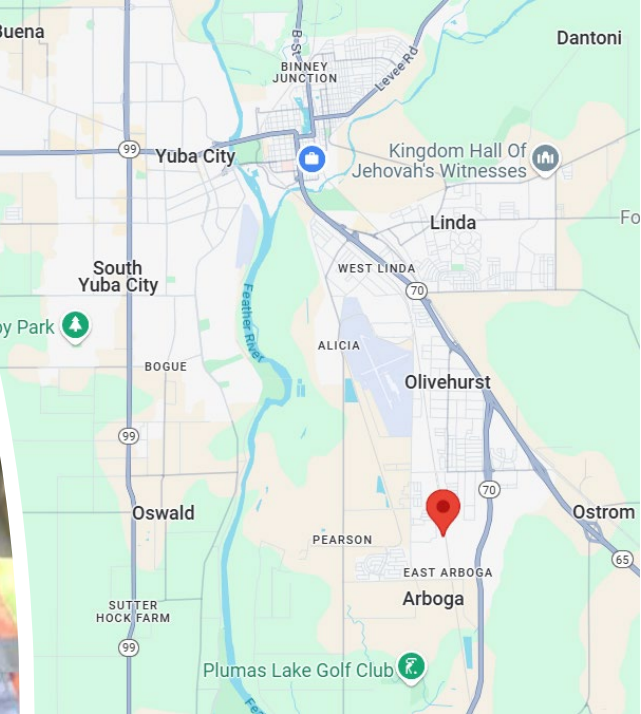 Buena
Dantoni
B St
BINNEY
JUNCTION
Levee Rd
99
Yuba City
Kingdom Hall Of
Jehovah's Witnesses
Linda
Fo
South
Yuba City
WEST LINDA
70
by Park
Feather River
ALICIA
BOGUE
Olivehurst
99
70
Oswald
Ostrom
PEARSON
65
EAST ARBOGA
Arboga
SUTTER
HOCK FARM
99
Plumas Lake Golf Club
Fea